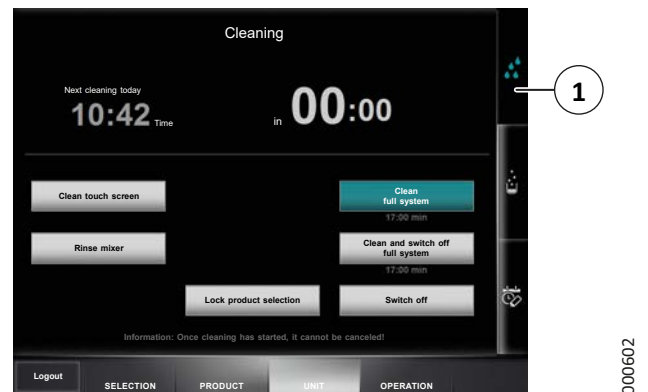 Cleaning
Next cleaning today
10:42 Time
in 00:00
1
Clean touch screen
Clean
full system
17:00 min
Rinse mixer
Clean and switch off
full system
17:00 min
Lock product selection
Switch off
Information: Once cleaning has started, it cannot be canceled!
Logout
SELECTION
PRODUCT
UNIT
OPERATION
000602